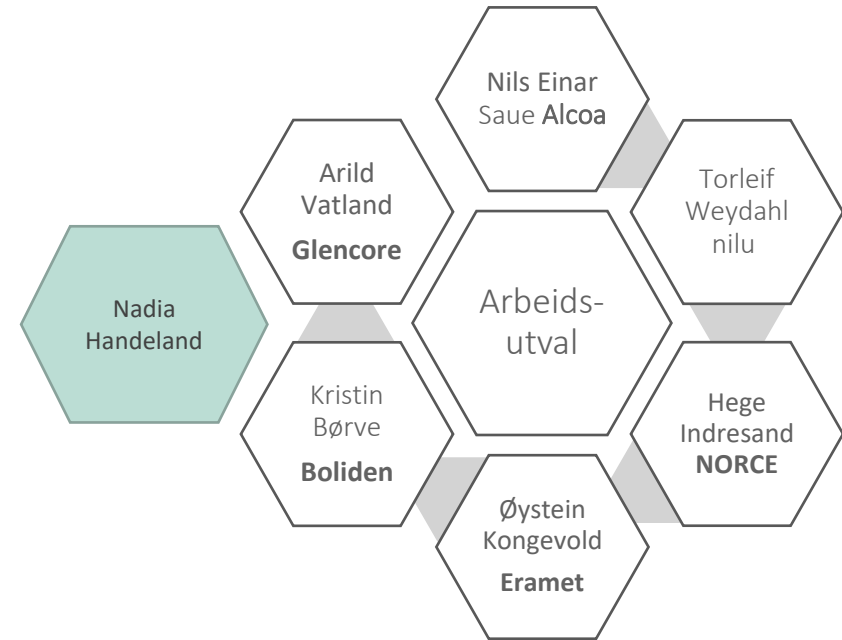 Nils Einar
Saue Alcoa
Torleif
Weydahl
nilu
Hege
Indresand
NORCE
Øystein
Kongevold
Eramet
Kristin
Børve
Boliden
Arild
Vatland
Glencore
Arbeids-
utval
Nadia
Handeland